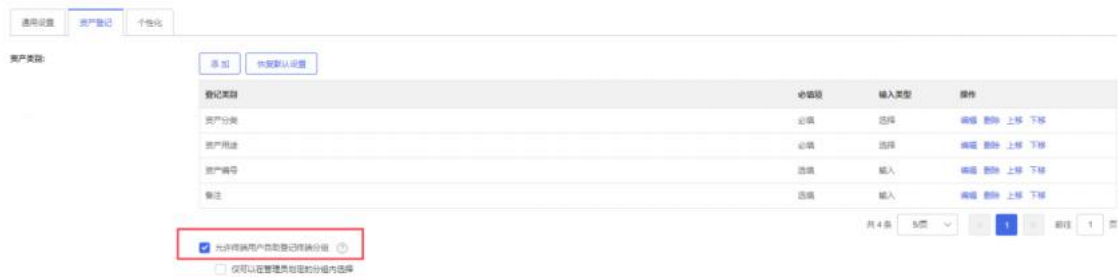 通用设置 资产登记 个性化
资产类别: 添加 恢复默认设置
登记类别 必填项 输入类型 操作
资产分类 必填 选择 编辑 删除 上移 下移
资产用途 必填 选择 编辑 删除 上移 下移
资产编号 选填 输入 编辑 删除 上移 下移
备注 选填 输入 编辑 删除 上移 下移
共 4 条 5/页 1 前往 1 页
允许终端用户自助登记终端分组
仅可以在管理员划定的分组内选择